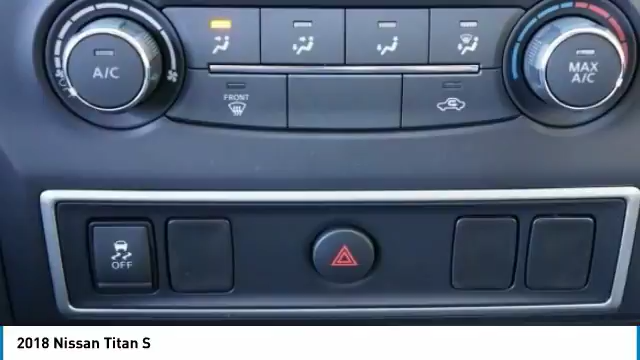 A/C
MAX
A/C
FRONT
OFF
2018 Nissan Titan S